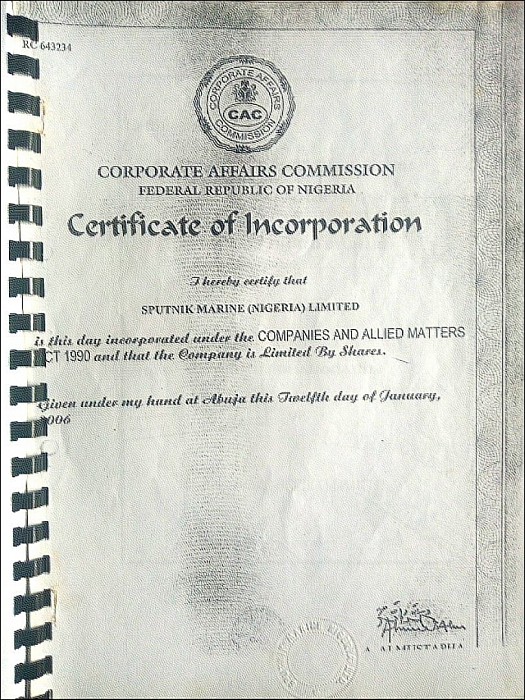 RC 643234
CORPORATE AFFAIRS
CAC
COMMISSION
CORPORATE AFFAIRS COMMISSION
FEDERAL REPUBLIC OF NIGERIA
Certificate of Incorporation
I hereby certify that
SPUTNIK MARINE (NIGERIA) LIMITED
is this day incorporated under the COMPANIES AND ALLIED MATTERS
CT 1990 and that the Company is Limited By Shares.
Given under my hand at Abuja this Twelfth day of January,
006